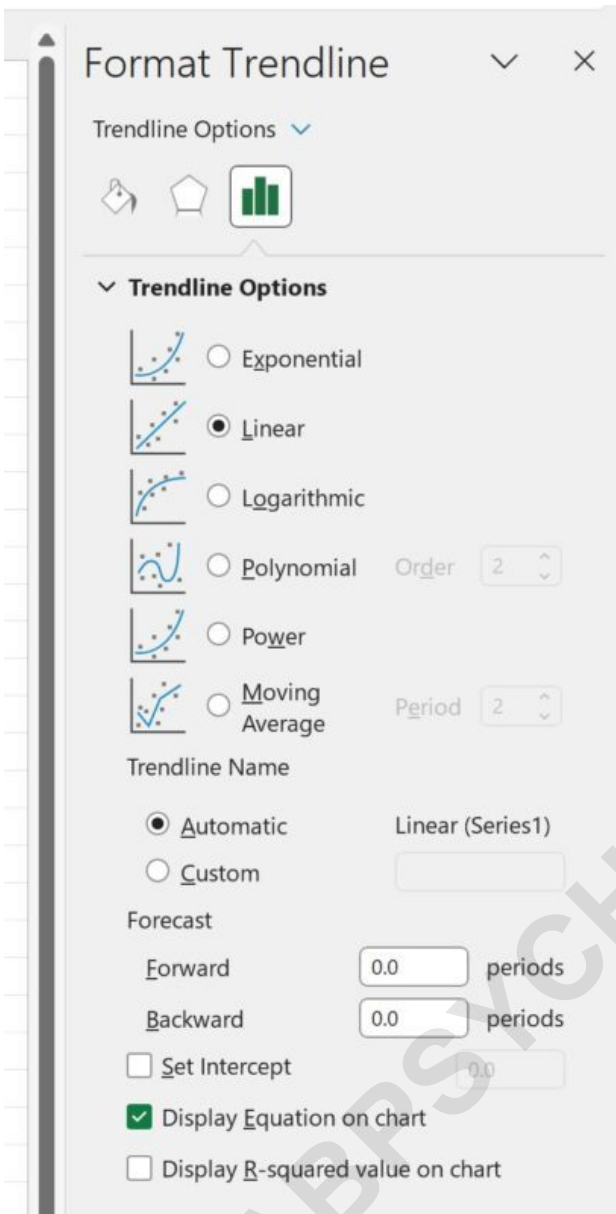 Format Trendline
Trendline Options
Trendline Options
Exponential
Linear
Logarithmic
Polynomial Order 2
Power
Moving
Average Period 2
Trendline Name
Automatic Linear (Series1)
Custom
Forecast
Forward 0.0 periods
Backward 0.0 periods
Set Intercept 0.0
Display Equation on chart
Display R-squared value on chart
ABPSYCH